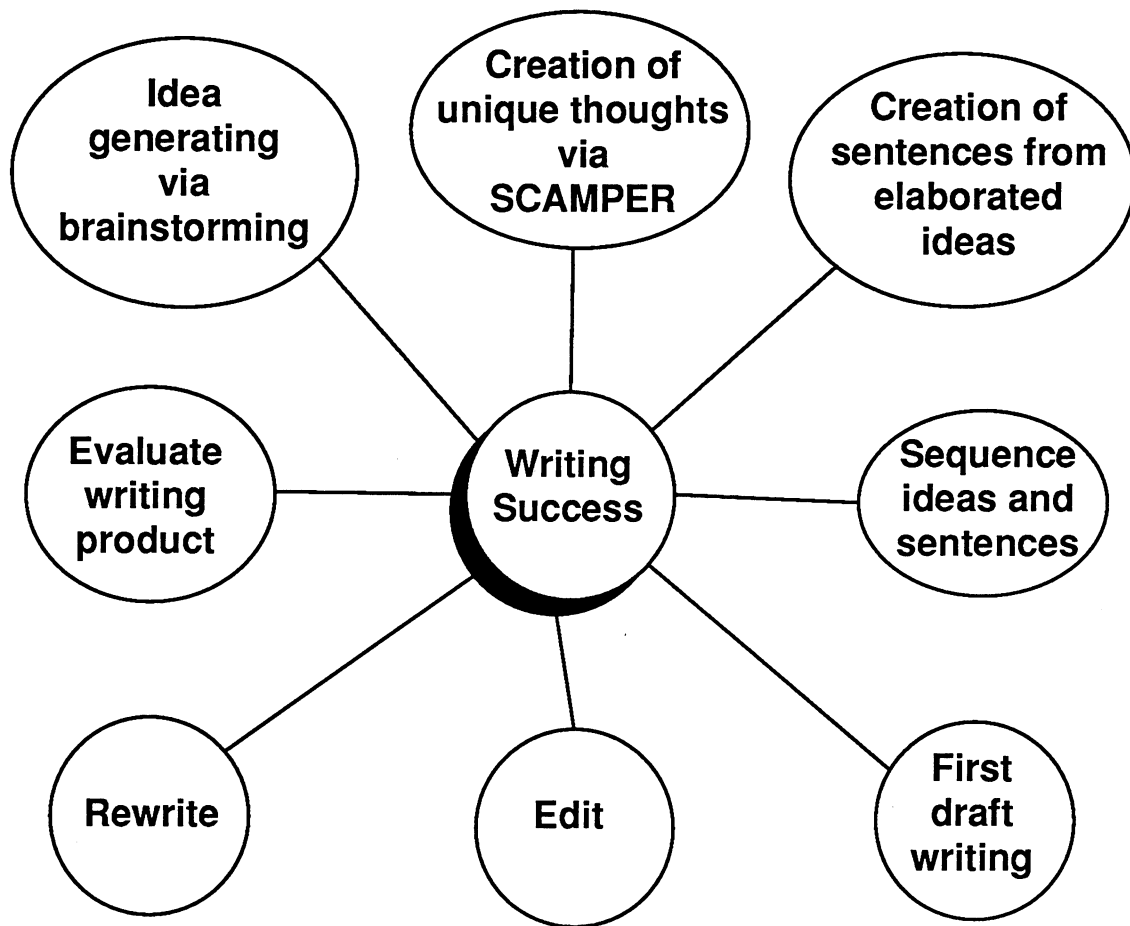 Idea
generating
via
brainstorming
Creation of
unique thoughts
via
SCAMPER
Creation of
sentences from
elaborated
ideas
Evaluate
writing
product
Writing
Success
Sequence
ideas and
sentences
Rewrite
Edit
First
draft
writing